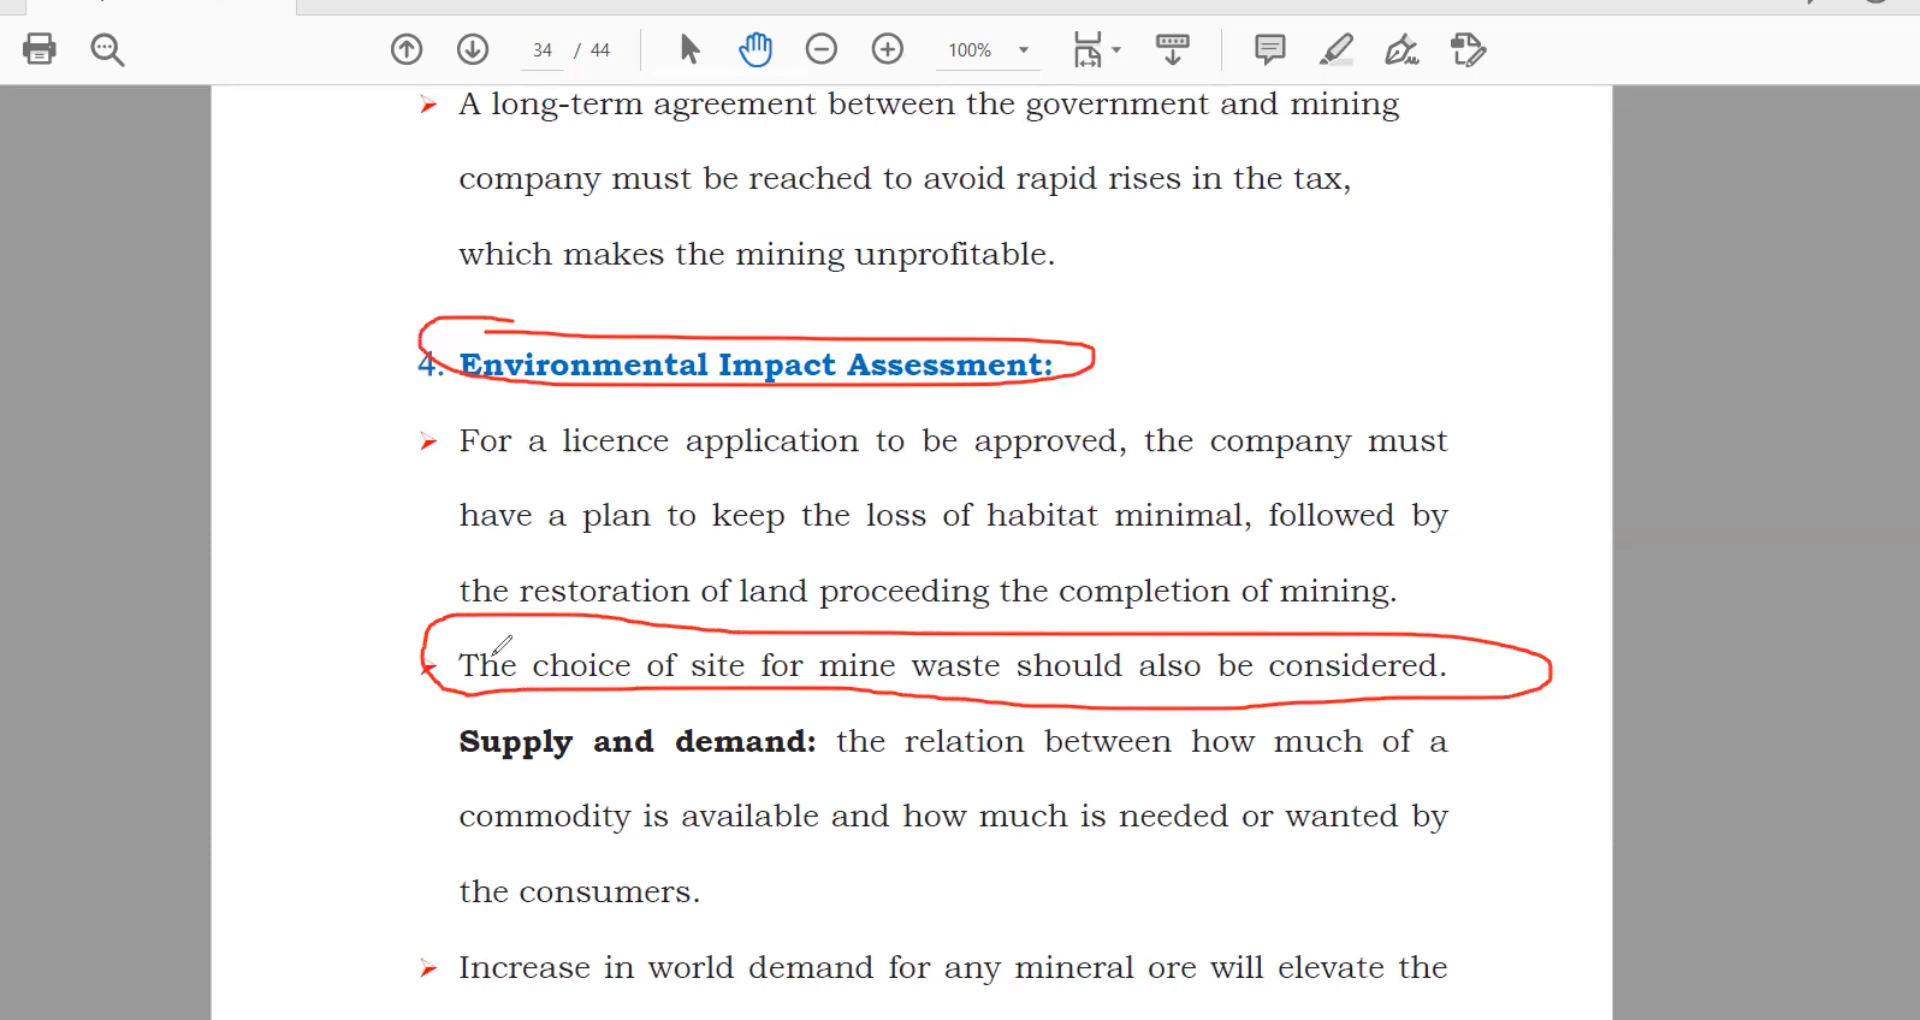 34 / 44
100%
A long-term agreement between the government and mining
company must be reached to avoid rapid rises in the tax,
which makes the mining unprofitable.
4. Environmental Impact Assessment:
For a licence application to be approved, the company must
have a plan to keep the loss of habitat minimal, followed by
the restoration of land proceeding the completion of mining.
The choice of site for mine waste should also be considered.
Supply and demand: the relation between how much of a
commodity is available and how much is needed or wanted by
the consumers.
Increase in world demand for any mineral ore will elevate the